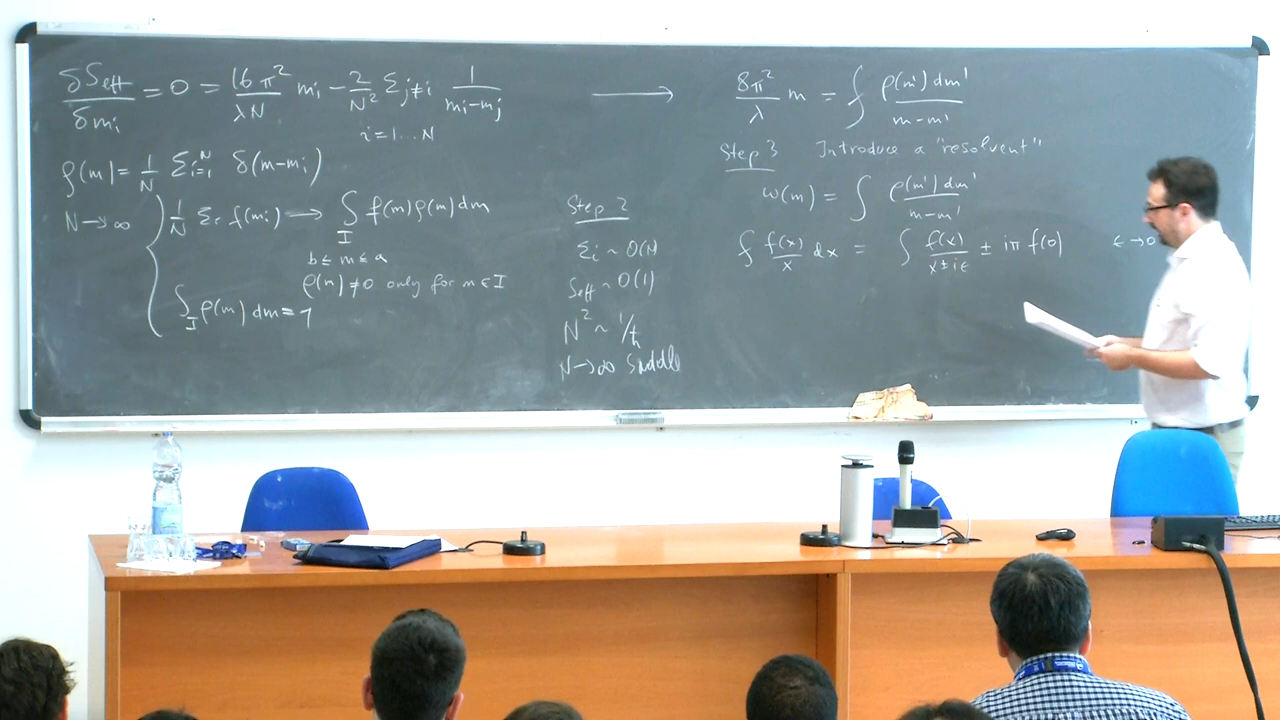 δS_eff/δm_i = 0 = 16π²/λN m_i − 2/N² Σ_{j≠i} 1/(m_i−m_j) ⟶
i = 1...N
ρ(m) = 1/N Σ_{i=1}^N δ(m−m_i)
N→∞ { 1/N Σ_i f(m_i) → ∫_I f(m)ρ(m)dm
b ≤ m ≤ a
ρ(m) ≠ 0 only for m ∈ I
∫_I ρ(m) dm = 1
Step 2
Σ_i ~ O(N)
S_eff ~ O(1)
N² ~ 1/ħ
N→∞ Saddle
8π²/λ m = ⨍ ρ(m')dm'/(m−m')
Step 3 Introduce a "resolvent"
ω(m) = ∫ ρ(m')dm'/(m−m')
⨍ f(x)/x dx = ∫ f(x)/(x±iε) ± iπ f(0) ε→0